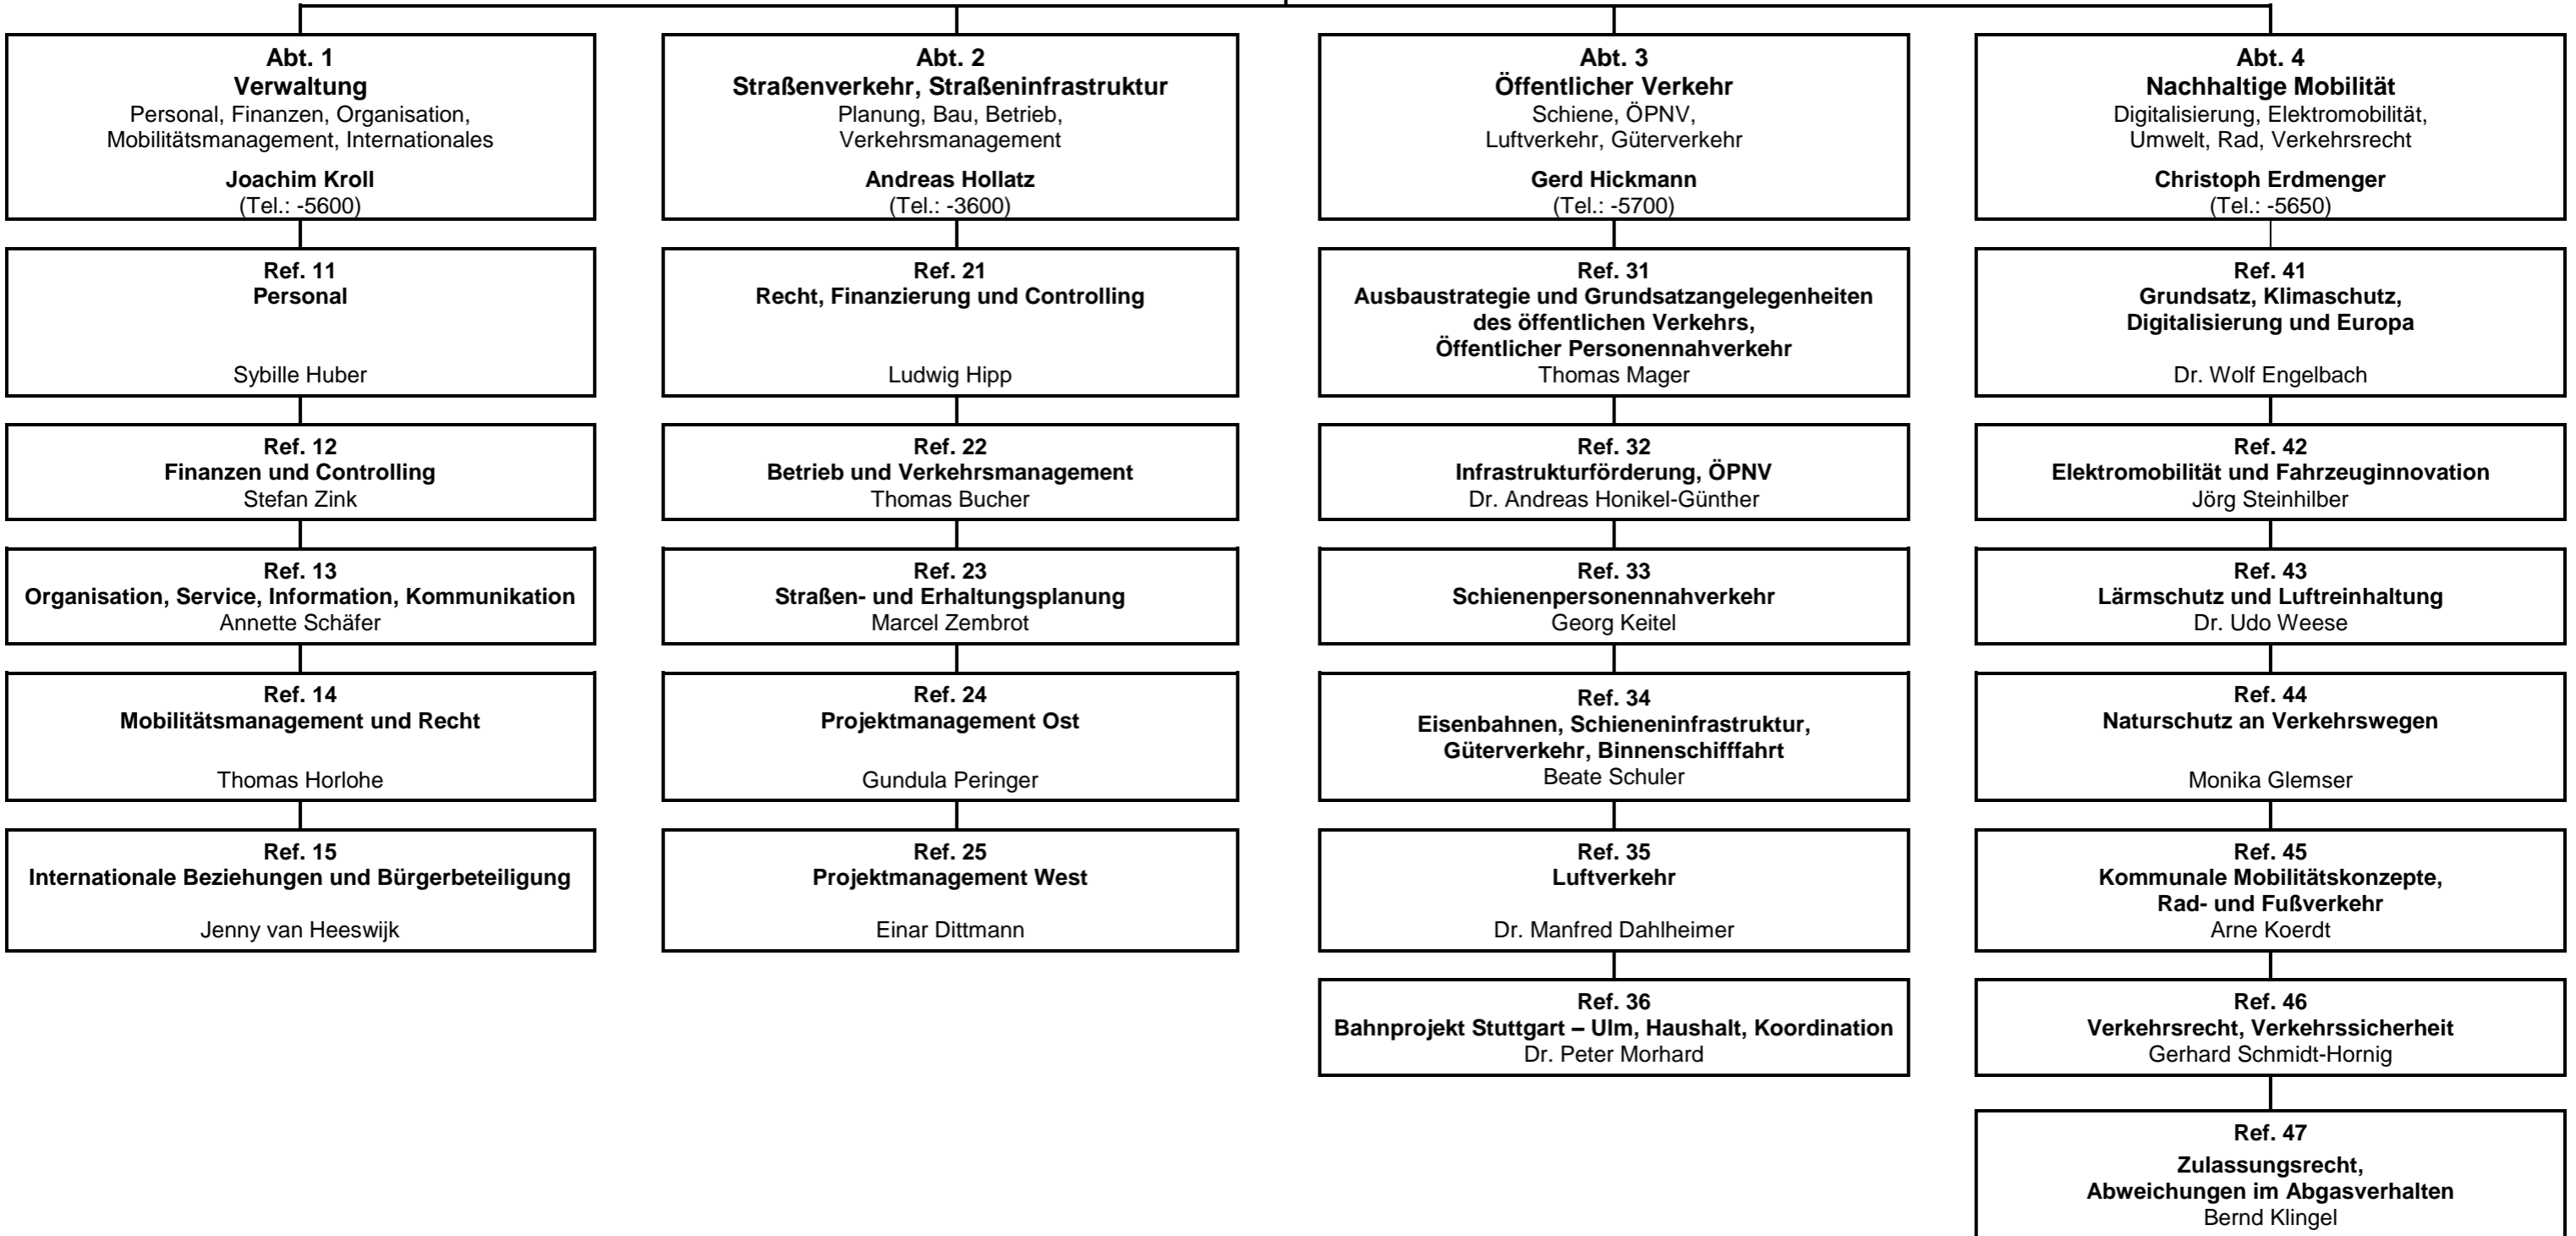 Abt. 1
Verwaltung
Personal, Finanzen, Organisation,
Mobilitätsmanagement, Internationales
Joachim Kroll
(Tel.: -5600)
Ref. 11
Personal
Sybille Huber
Ref. 12
Finanzen und Controlling
Stefan Zink
Ref. 13
Organisation, Service, Information, Kommunikation
Annette Schäfer
Ref. 14
Mobilitätsmanagement und Recht
Thomas Horlohe
Ref. 15
Internationale Beziehungen und Bürgerbeteiligung
Jenny van Heeswijk
Abt. 2
Straßenverkehr, Straßeninfrastruktur
Planung, Bau, Betrieb,
Verkehrsmanagement
Andreas Hollatz
(Tel.: -3600)
Ref. 21
Recht, Finanzierung und Controlling
Ludwig Hipp
Ref. 22
Betrieb und Verkehrsmanagement
Thomas Bucher
Ref. 23
Straßen- und Erhaltungsplanung
Marcel Zembrot
Ref. 24
Projektmanagement Ost
Gundula Peringer
Ref. 25
Projektmanagement West
Einar Dittmann
Abt. 3
Öffentlicher Verkehr
Schiene, ÖPNV,
Luftverkehr, Güterverkehr
Gerd Hickmann
(Tel.: -5700)
Ref. 31
Ausbaustrategie und Grundsatzangelegenheiten
des öffentlichen Verkehrs,
Öffentlicher Personennahverkehr
Thomas Mager
Ref. 32
Infrastrukturförderung, ÖPNV
Dr. Andreas Honikel-Günther
Ref. 33
Schienenpersonennahverkehr
Georg Keitel
Ref. 34
Eisenbahnen, Schieneninfrastruktur,
Güterverkehr, Binnenschifffahrt
Beate Schuler
Ref. 35
Luftverkehr
Dr. Manfred Dahlheimer
Ref. 36
Bahnprojekt Stuttgart – Ulm, Haushalt, Koordination
Dr. Peter Morhard
Abt. 4
Nachhaltige Mobilität
Digitalisierung, Elektromobilität,
Umwelt, Rad, Verkehrsrecht
Christoph Erdmenger
(Tel.: -5650)
Ref. 41
Grundsatz, Klimaschutz,
Digitalisierung und Europa
Dr. Wolf Engelbach
Ref. 42
Elektromobilität und Fahrzeuginnovation
Jörg Steinhilber
Ref. 43
Lärmschutz und Luftreinhaltung
Dr. Udo Weese
Ref. 44
Naturschutz an Verkehrswegen
Monika Glemser
Ref. 45
Kommunale Mobilitätskonzepte,
Rad- und Fußverkehr
Arne Koerdt
Ref. 46
Verkehrsrecht, Verkehrssicherheit
Gerhard Schmidt-Hornig
Ref. 47
Zulassungsrecht,
Abweichungen im Abgasverhalten
Bernd Klingel